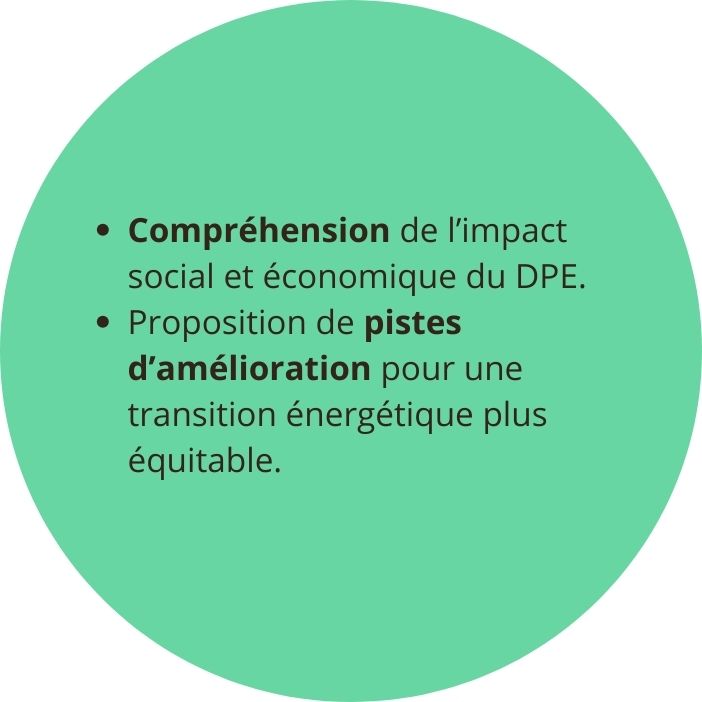 • Compréhension de l’impact
social et économique du DPE.
• Proposition de pistes
d’amélioration pour une
transition énergétique plus
équitable.